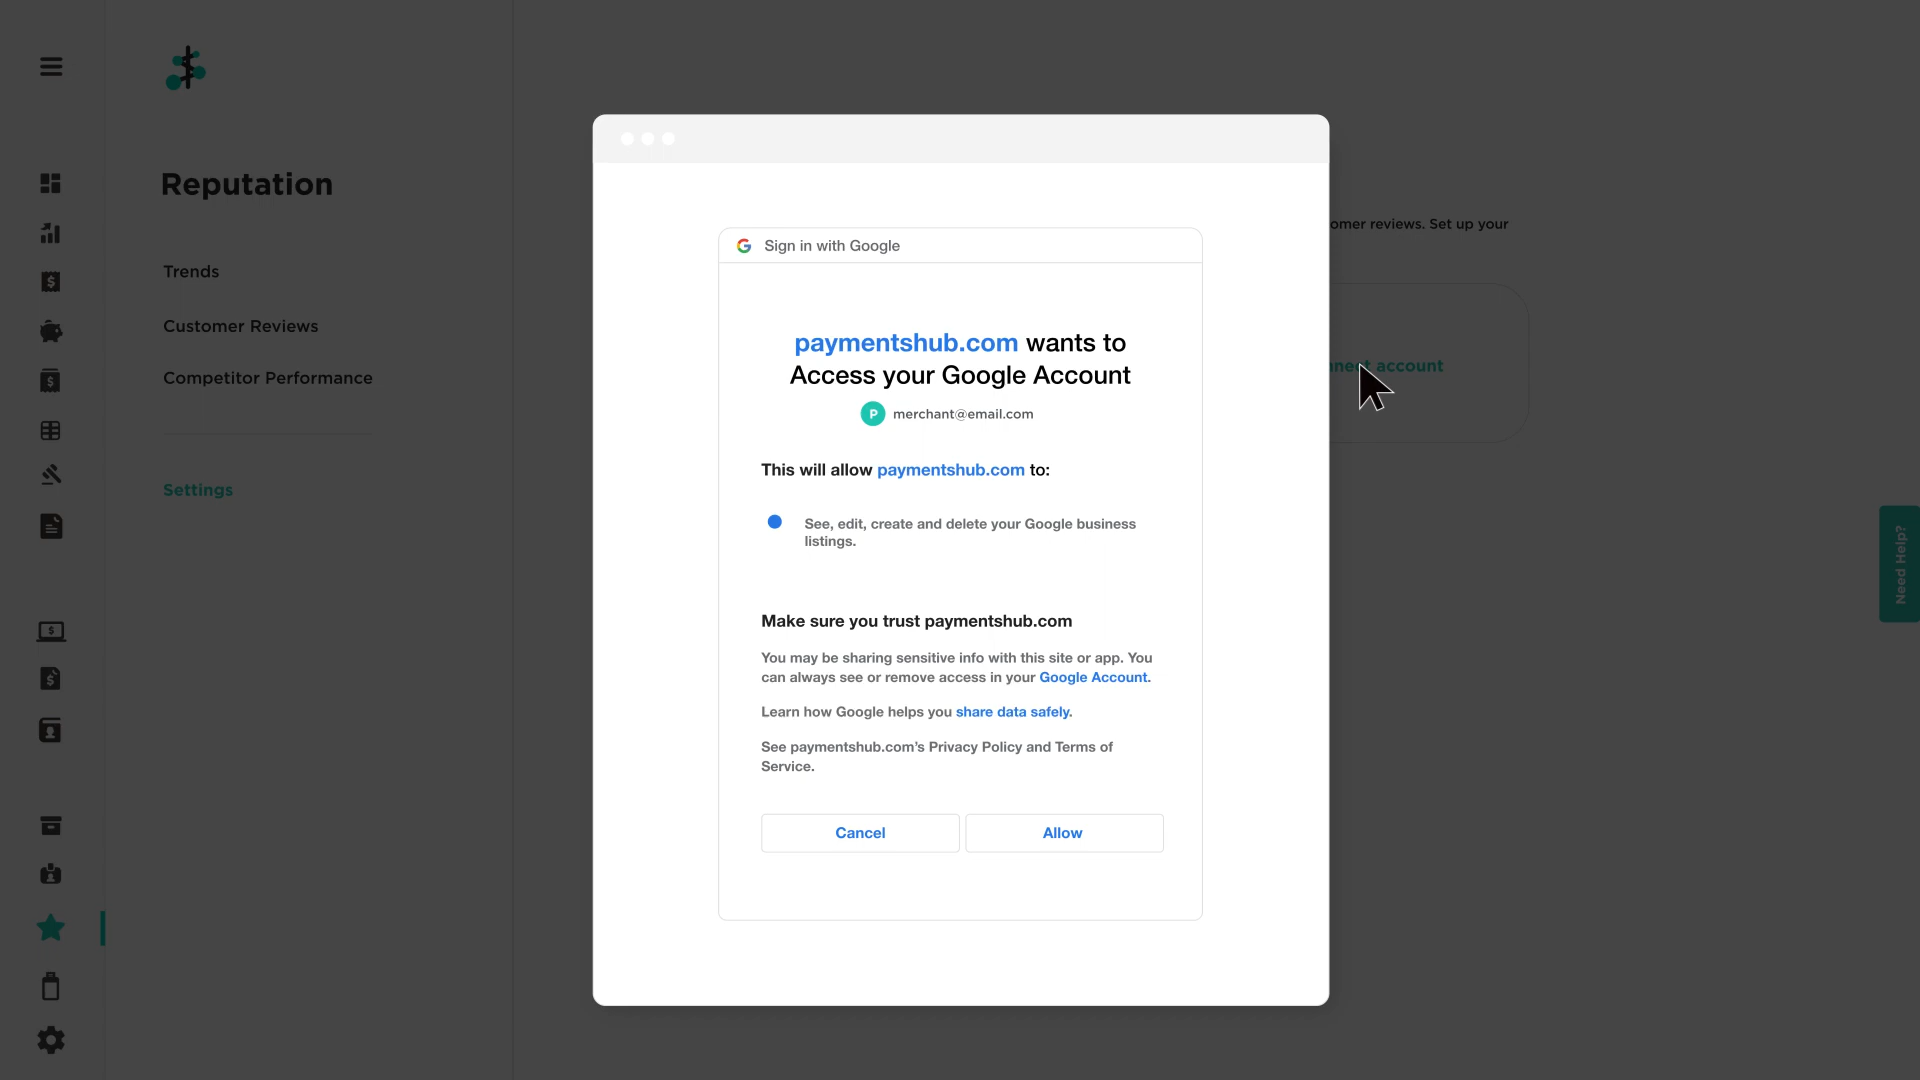 Reputation
Trends
Customer Reviews
Competitor Performance
Settings
omer reviews. Set up your
account
Sign in with Google
paymentshub.com wants to
Access your Google Account
P merchant@email.com
This will allow paymentshub.com to:
See, edit, create and delete your Google business
listings.
Make sure you trust paymentshub.com
You may be sharing sensitive info with this site or app. You
can always see or remove access in your Google Account.
Learn how Google helps you share data safely.
See paymentshub.com’s Privacy Policy and Terms of
Service.
Cancel
Allow
Need Help?